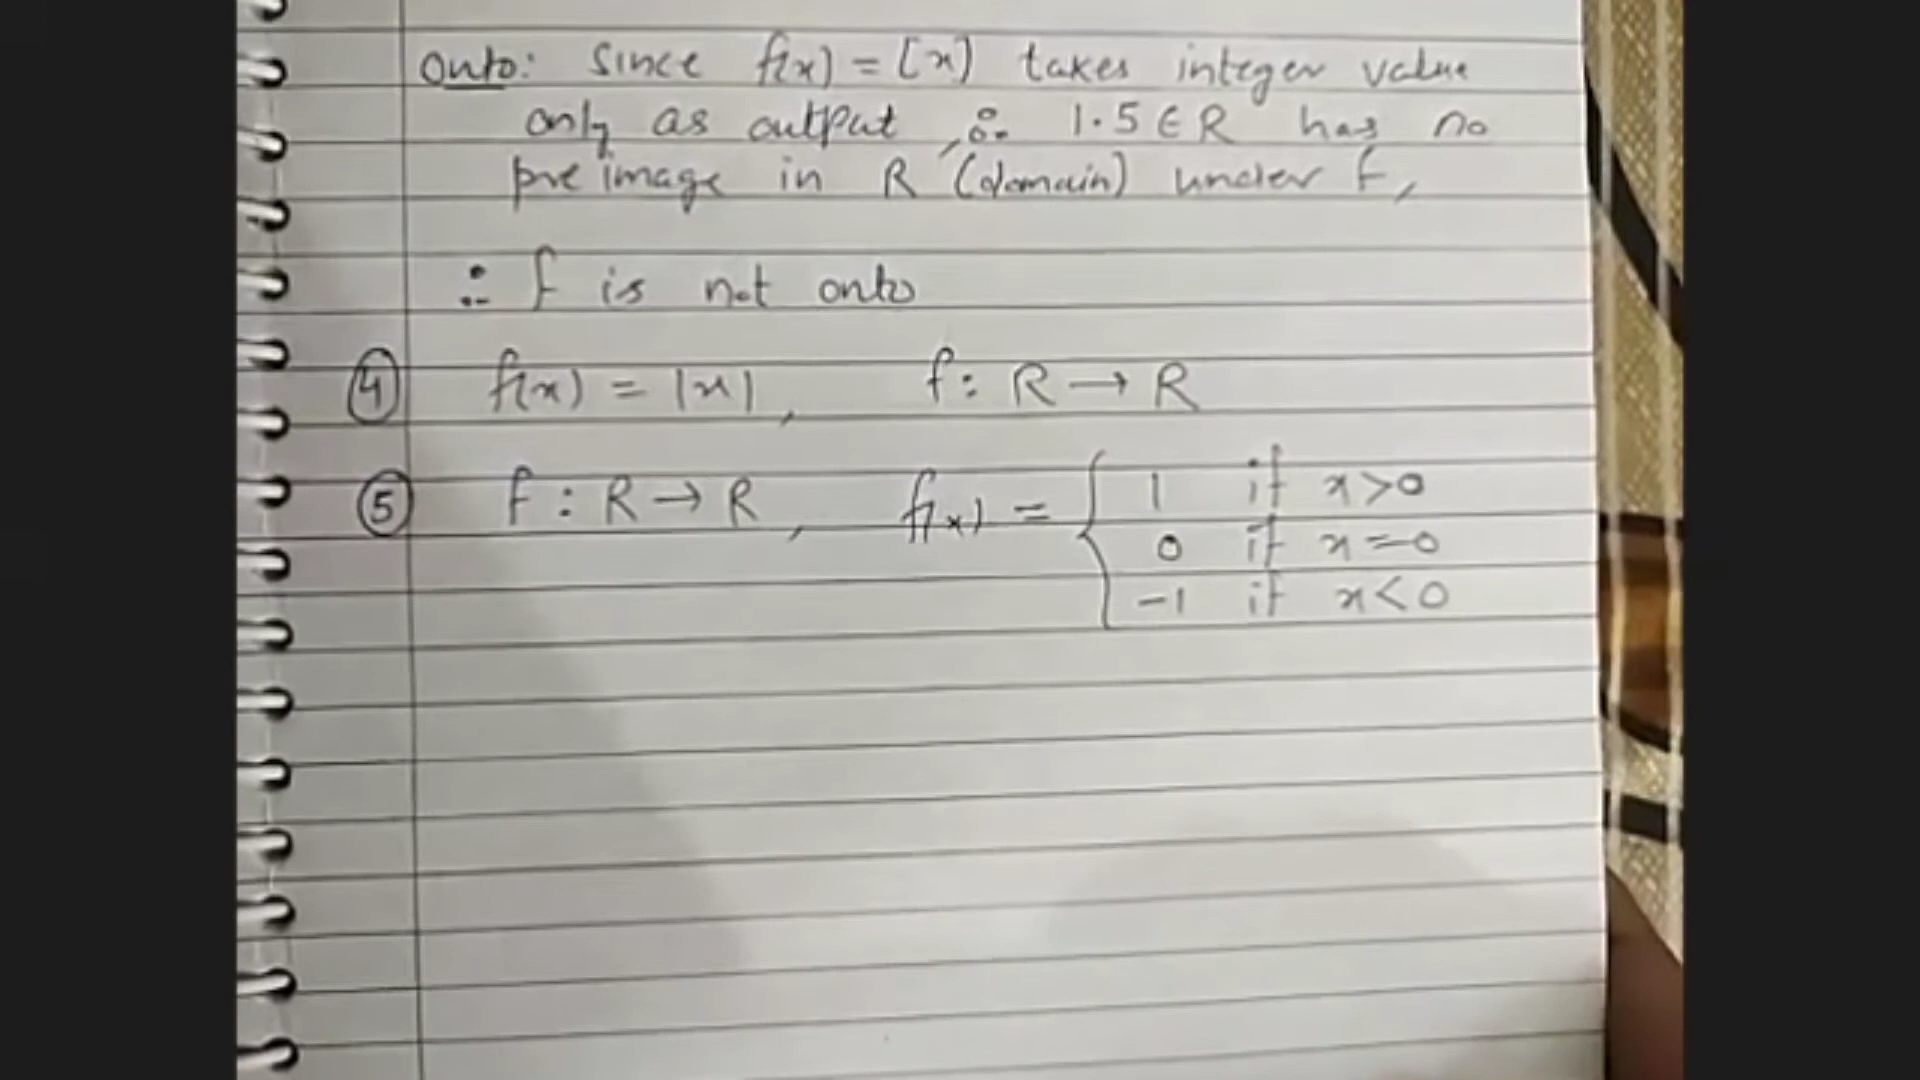 Onto: Since f(x) = [x] takes integer value
only as output, ∴ 1.5 ∈ R has no
pre image in R (domain) under f,
∴ f is not onto
④ f(x) = |x|, f : R → R
⑤ f : R → R, f(x) = { 1 if x>0
0 if x=0
-1 if x<0